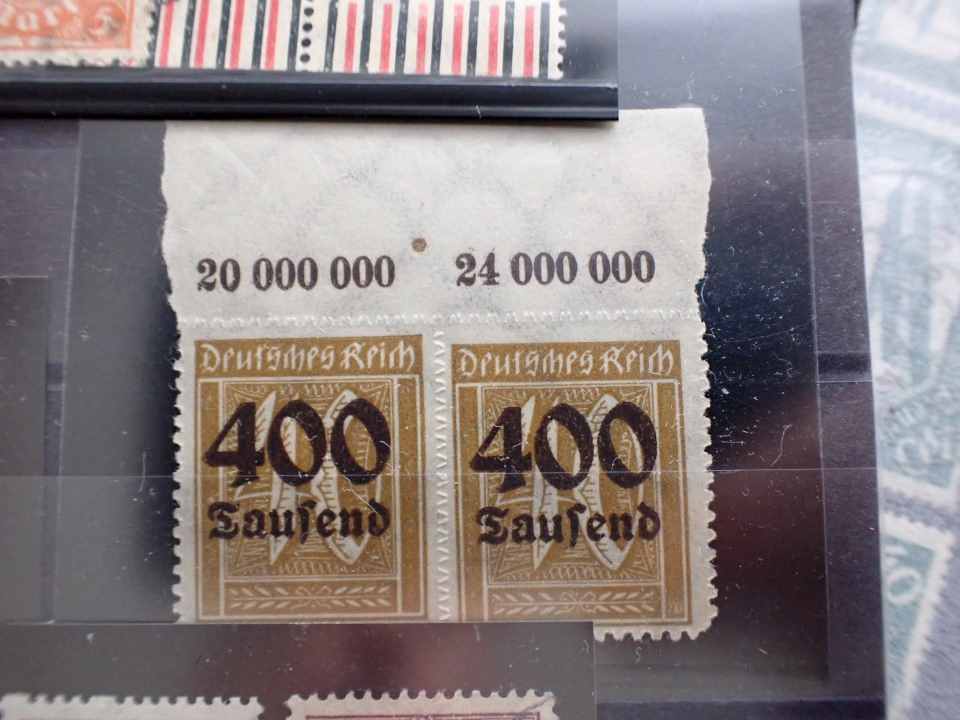 20 000 000 24 000 000
Deutsches Reich Deutsches Reich
400 400
Tausend Tausend